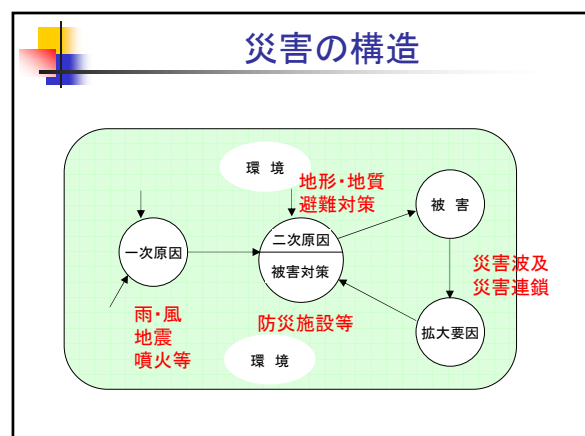 災害の構造
環 境
地形・地質
避難対策
被 害
一次原因
二次原因
被害対策
災害波及
災害連鎖
雨・風
地震
噴火等
防災施設等
拡大要因
環 境